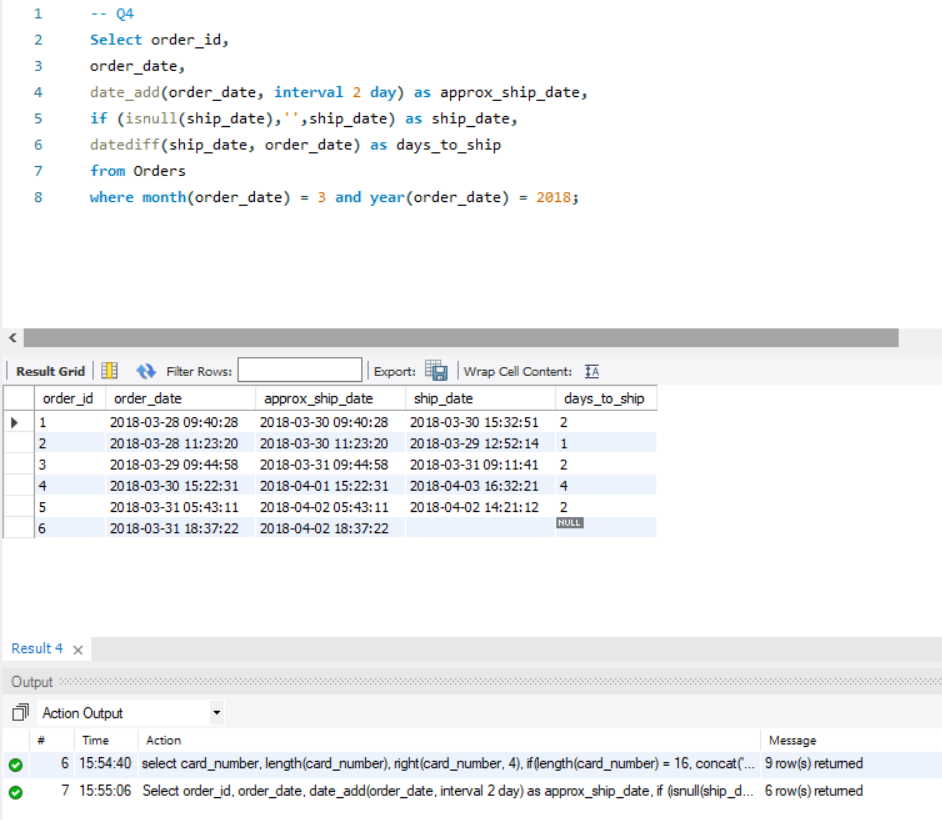 1 -- Q4
2 Select order_id,
3 order_date,
4 date_add(order_date, interval 2 day) as approx_ship_date,
5 if (isnull(ship_date),'',ship_date) as ship_date,
6 datediff(ship_date, order_date) as days_to_ship
7 from Orders
8 where month(order_date) = 3 and year(order_date) = 2018;
<
Result Grid Filter Rows: Export: Wrap Cell Content: IA
order_id order_date approx_ship_date ship_date days_to_ship
1 2018-03-28 09:40:28 2018-03-30 09:40:28 2018-03-30 15:32:51 2
2 2018-03-28 11:23:20 2018-03-30 11:23:20 2018-03-29 12:52:14 1
3 2018-03-29 09:44:58 2018-03-31 09:44:58 2018-03-31 09:11:41 2
4 2018-03-30 15:22:31 2018-04-01 15:22:31 2018-04-03 16:32:21 4
5 2018-03-31 05:43:11 2018-04-02 05:43:11 2018-04-02 14:21:12 2
6 2018-03-31 18:37:22 2018-04-02 18:37:22 NULL
Result 4 ×
Output
Action Output
# Time Action Message
6 15:54:40 select card_number, length(card_number), right(card_number, 4), if(length(card_number) = 16, concat('... 9 row(s) returned
7 15:55:06 Select order_id, order_date, date_add(order_date, interval 2 day) as approx_ship_date, if (isnull(ship_d... 6 row(s) returned